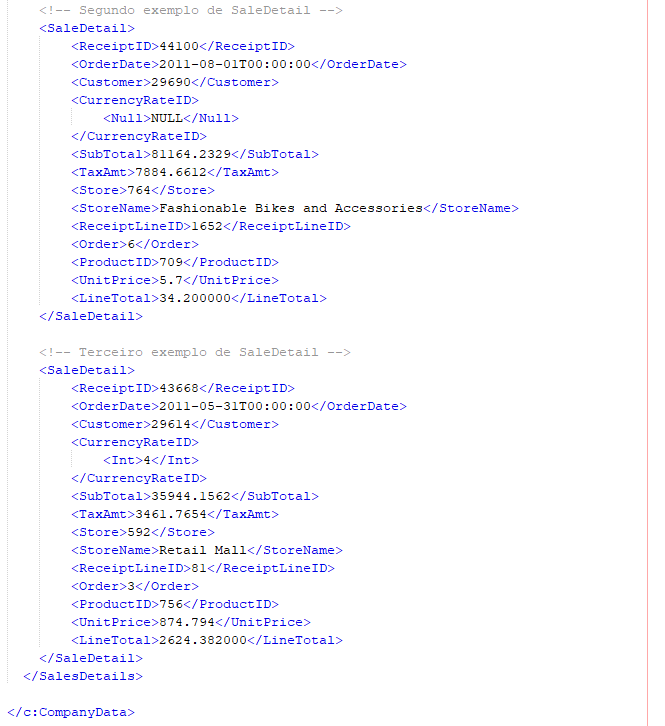 <!-- Segundo exemplo de SaleDetail -->
<SaleDetail>
<ReceiptID>44100</ReceiptID>
<OrderDate>2011-08-01T00:00:00</OrderDate>
<Customer>29690</Customer>
<CurrencyRateID>
<Null>NULL</Null>
</CurrencyRateID>
<SubTotal>81164.2329</SubTotal>
<TaxAmt>7884.6612</TaxAmt>
<Store>764</Store>
<StoreName>Fashionable Bikes and Accessories</StoreName>
<ReceiptLineID>1652</ReceiptLineID>
<Order>6</Order>
<ProductID>709</ProductID>
<UnitPrice>5.7</UnitPrice>
<LineTotal>34.200000</LineTotal>
</SaleDetail>
<!-- Terceiro exemplo de SaleDetail -->
<SaleDetail>
<ReceiptID>43668</ReceiptID>
<OrderDate>2011-05-31T00:00:00</OrderDate>
<Customer>29614</Customer>
<CurrencyRateID>
<Int>4</Int>
</CurrencyRateID>
<SubTotal>35944.1562</SubTotal>
<TaxAmt>3461.7654</TaxAmt>
<Store>592</Store>
<StoreName>Retail Mall</StoreName>
<ReceiptLineID>81</ReceiptLineID>
<Order>3</Order>
<ProductID>756</ProductID>
<UnitPrice>874.794</UnitPrice>
<LineTotal>2624.382000</LineTotal>
</SaleDetail>
</SalesDetails>
</c:CompanyData>